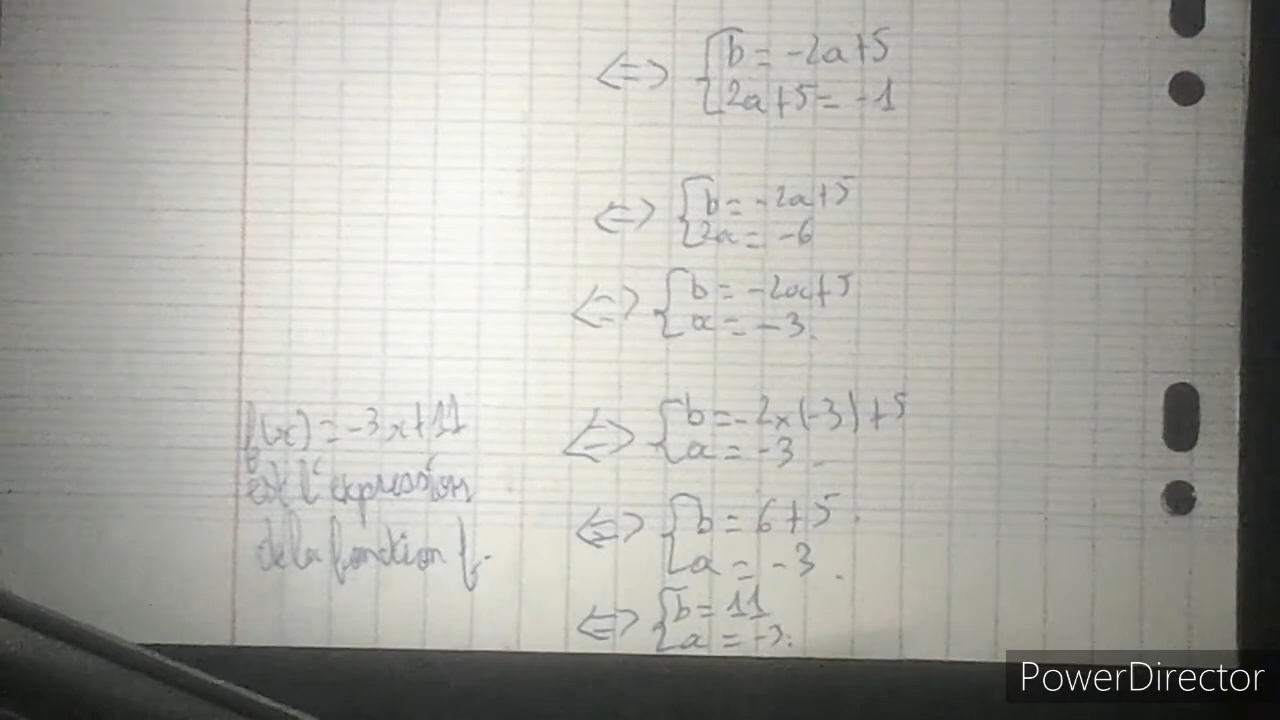 <=> { b = -2a+5
2a+5 = -1
<=> { b = -2a+5
2a = -6
<=> { b = -2a+5
a = -3.
<=> { b = -2x(-3)+5
a = -3
<=> { b = 6+5
a = -3.
<=> { b = 11
a = -3.
f(x) = -3x+11
est l'expression
de la fonction f.
PowerDirector